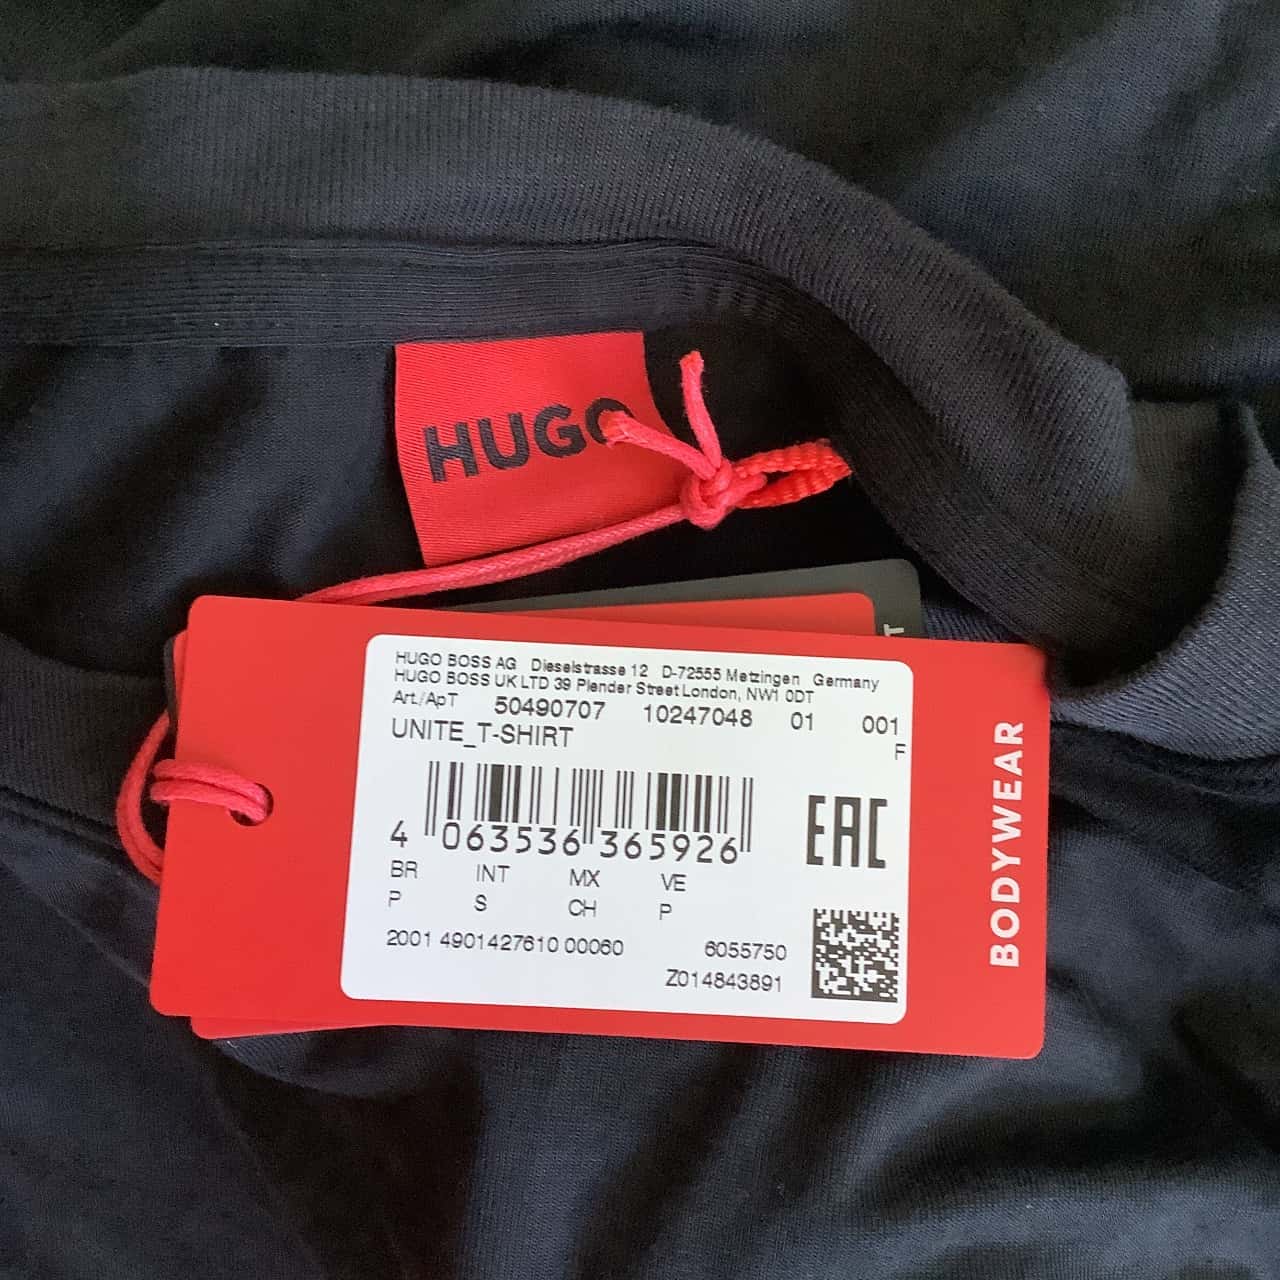 HUGO
T
HUGO BOSS AG Dieselstrasse 12 D-72555 Metzingen Germany
HUGO BOSS UK LTD 39 Plender Street London, NW1 0DT
Art./ApT 50490707 10247048 01 001
UNITE_T-SHIRT F
4 063536 365926
EAC
BR INT MX VE
P S CH P
2001 4901427610 00060 6055750
Z014843891
BODYWEAR